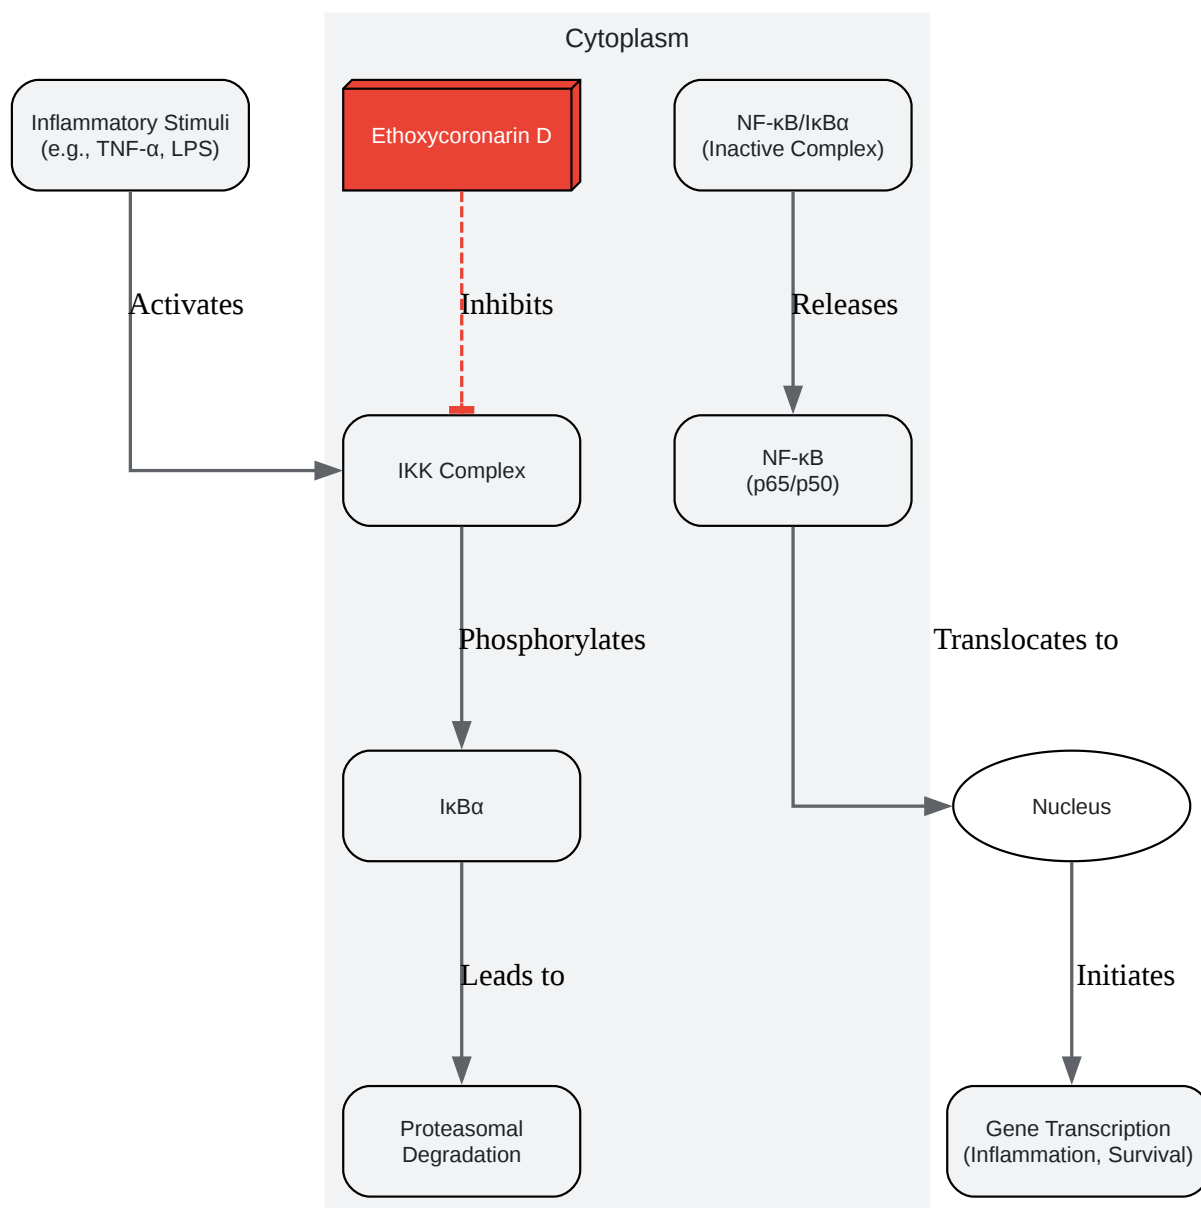 Cytoplasm
Inflammatory Stimuli
(e.g., TNF-α, LPS)
Ethoxycoronarin D
NF-κB/IκBα
(Inactive Complex)
Activates
Inhibits
Releases
IKK Complex
NF-κB
(p65/p50)
Phosphorylates
Translocates to
IκBα
Nucleus
Leads to
Initiates
Proteasomal
Degradation
Gene Transcription
(Inflammation, Survival)